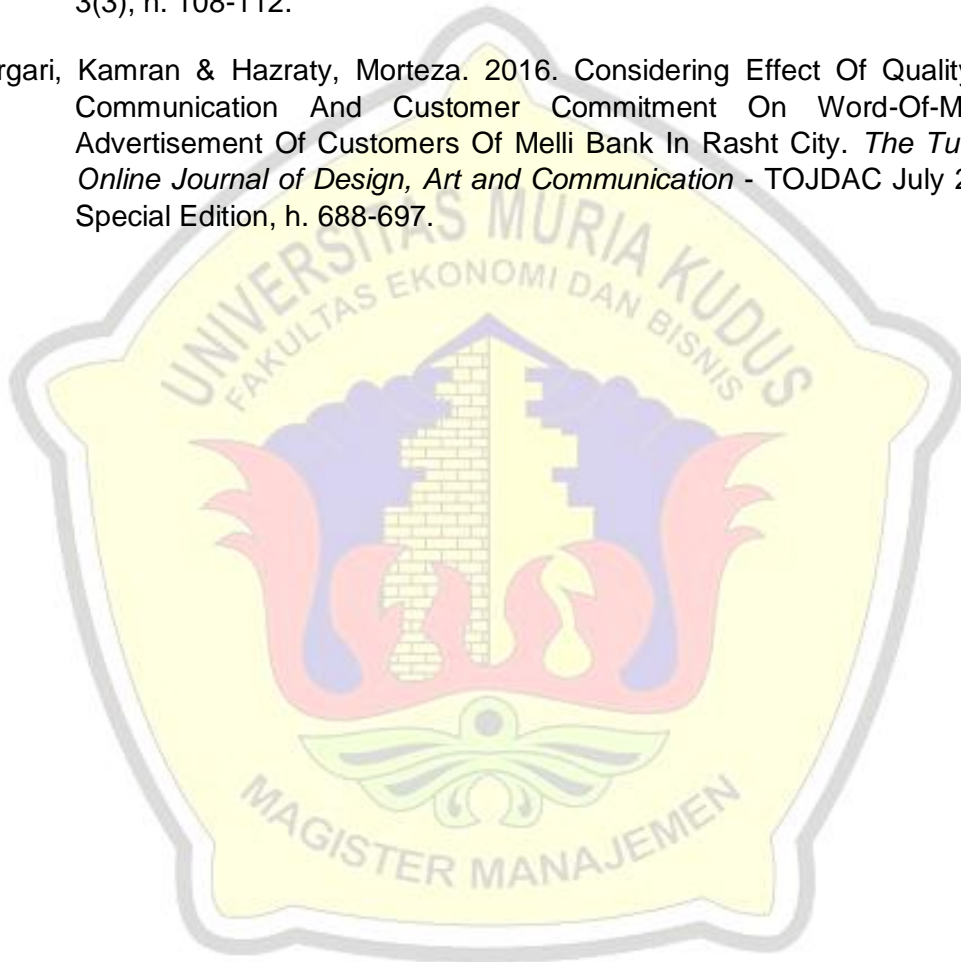 3(3), h. 108-112.
rgari, Kamran & Hazraty, Morteza. 2016. Considering Effect Of Quality
Communication And Customer Commitment On Word-Of-M
Advertisement Of Customers Of Melli Bank In Rasht City. The Tu
Online Journal of Design, Art and Communication - TOJDAC July 2
Special Edition, h. 688-697.
UNIVERSITAS MURIA KUDUS
FAKULTAS EKONOMI DAN BISNIS
MAGISTER MANAJEMEN